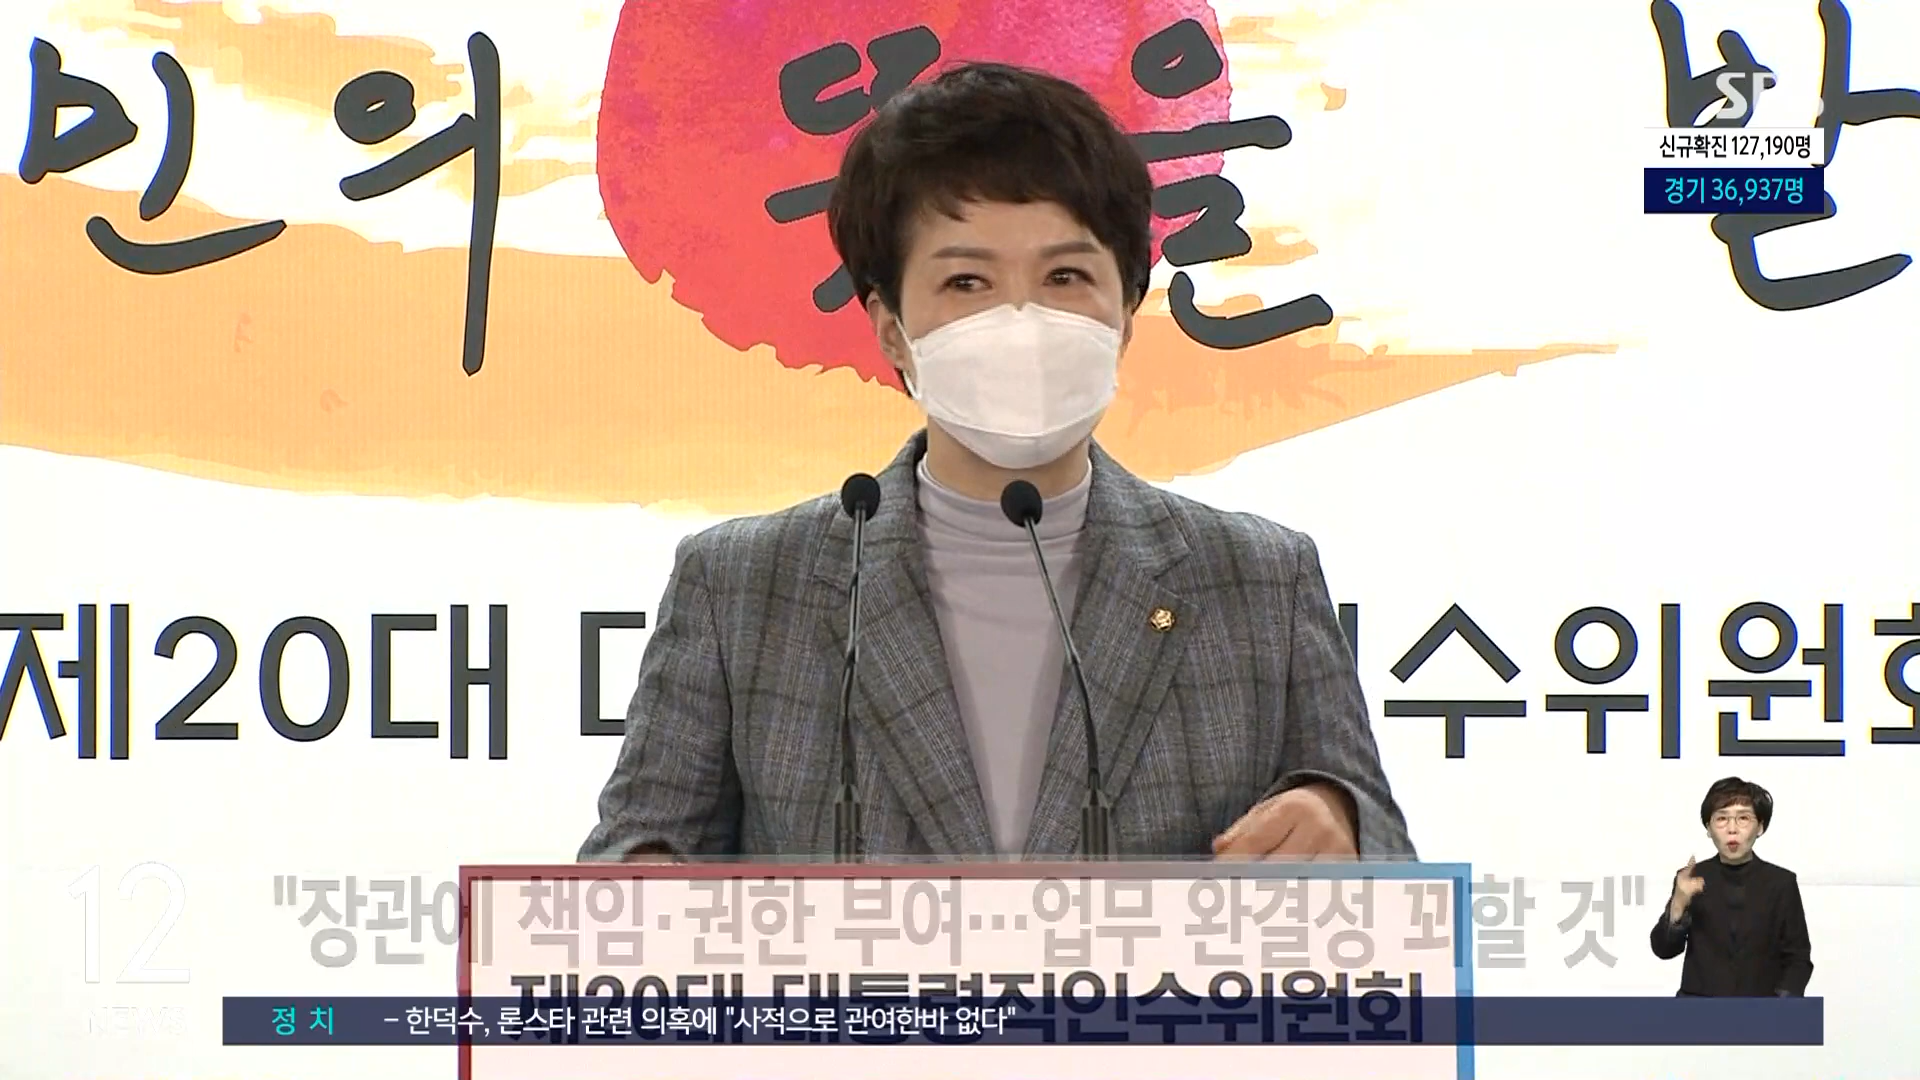 민의 뜻을 받
신규확진 127,190명
경기 36,937명
제20대 수위원회
"장관에 책임·권한 부여…업무 완결성 꾀할 것"
제20대 대통령직인수위원회
12
NEWS
정치 – 한덕수, 론스타 관련 의혹에 "사적으로 관여한바 없다"